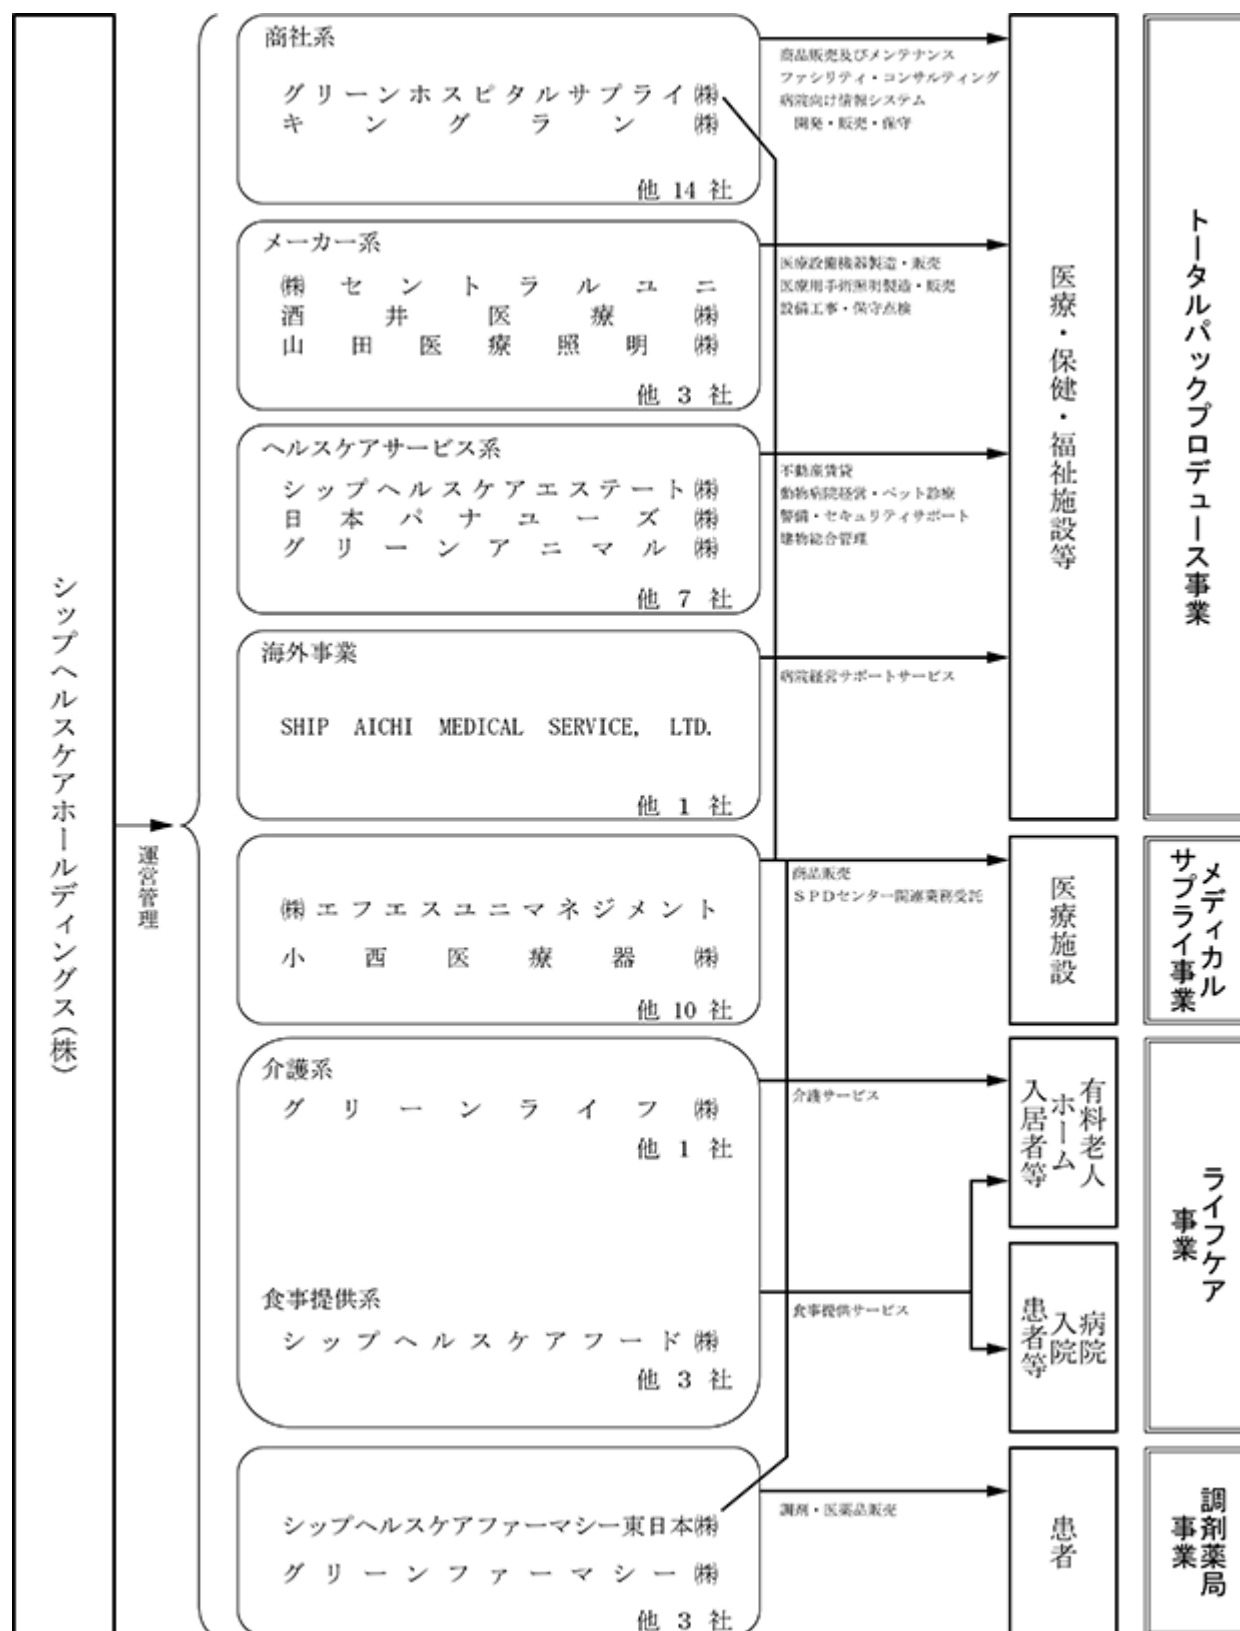 シップヘルスケアホールディングス(株)
運営管理
商社系
グリーンホスピタルサプライ㈱
キングラン㈱
他 14 社
商品販売及びメンテナンス
ファシリティ・コンサルティング
病院向け情報システム
開発・販売・保守
メーカー系
㈱セントラルユニ
酒井医療㈱
山田医療照明㈱
他 3 社
医療設備機器製造・販売
医療用手術照明製造・販売
設備工事・保守点検
ヘルスケアサービス系
シップヘルスケアエステート㈱
日本パナユーズ㈱
グリーンアニマル㈱
他 7 社
不動産賃貸
動物病院経営・ペット診療
警備・セキュリティサポート
建物総合管理
海外事業
SHIP AICHI MEDICAL SERVICE, LTD.
他 1 社
病院経営サポートサービス
医療・保健・福祉施設等
トータルパックプロデュース事業
㈱エフエスユニマネジメント
小西医療器㈱
他 10 社
商品販売
SPDセンター関連業務受託
医療施設
メディカル
サプライ事業
介護系
グリーンライフ㈱
他 1 社
介護サービス
有料老人
ホーム
入居者等
食事提供系
シップヘルスケアフード㈱
他 3 社
食事提供サービス
病院
入院
患者等
ライフケア
事業
シップヘルスケアファーマシー東日本㈱
グリーンファーマシー㈱
他 3 社
調剤・医薬品販売
患者
調剤薬局
事業